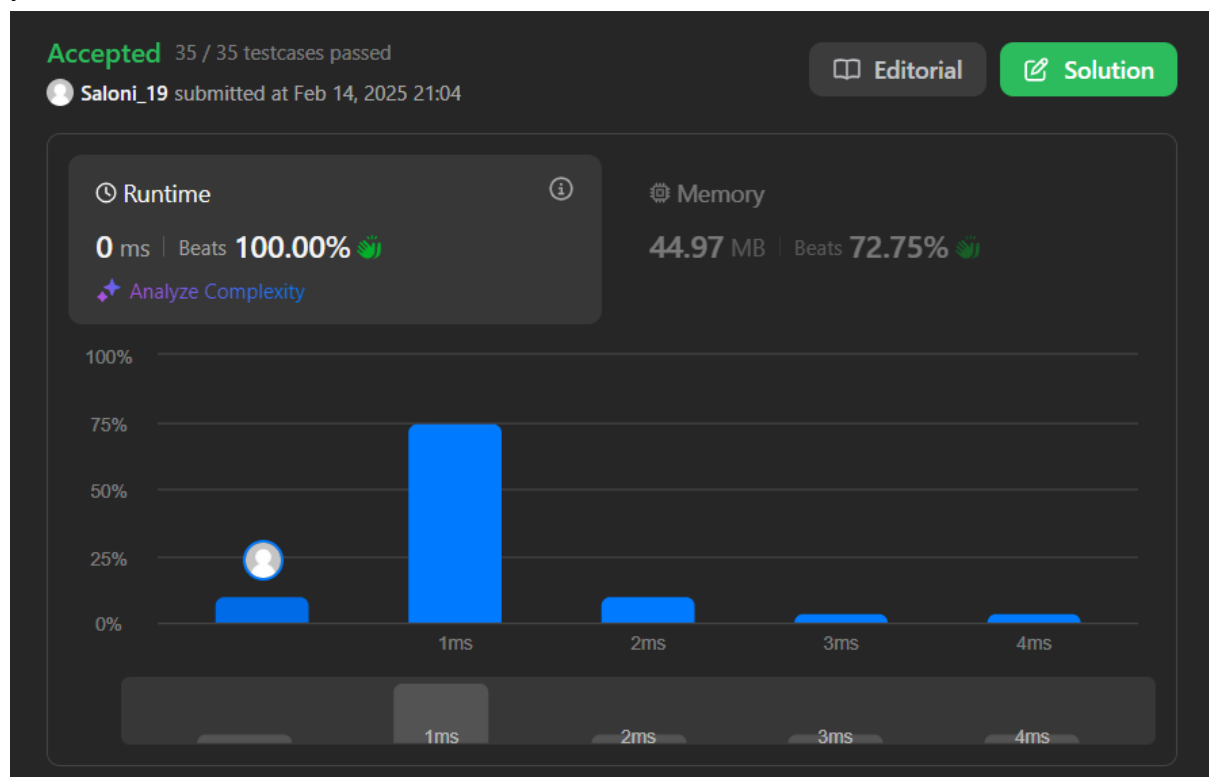 Accepted 35 / 35 testcases passed
Editorial
Solution
Saloni_19 submitted at Feb 14, 2025 21:04
Runtime
0 ms | Beats 100.00%
Analyze Complexity
Memory
44.97 MB | Beats 72.75%
100%
75%
50%
25%
0%
1ms 2ms 3ms 4ms
1ms 2ms 3ms 4ms